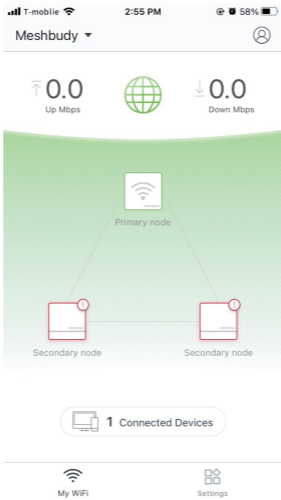 T-moblie
2:55 PM
58%
Meshbudy
0.0
Up Mbps
0.0
Down Mbps
Primary node
Secondary node
Secondary node
1 Connected Devices
My WiFi
Settings